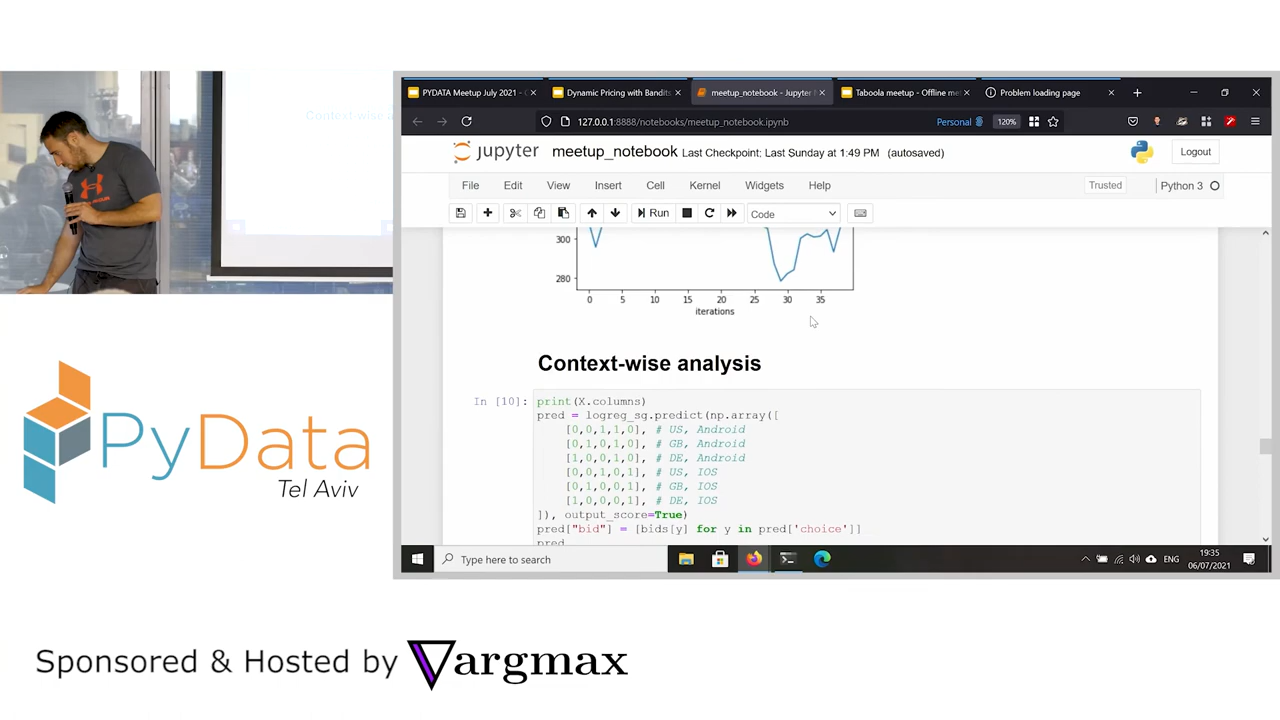 Context-wise a
PYDATA Meetup July 2021 -
Dynamic Pricing with Bandits
meetup_notebook - Jupyter
Taboola meetup - Offline me
Problem loading page
127.0.0.1:8888/notebooks/meetup_notebook.ipynb
Personal
120%
jupyter meetup_notebook Last Checkpoint: Last Sunday at 1:49 PM (autosaved)
Logout
File Edit View Insert Cell Kernel Widgets Help
Trusted
Python 3
Run
Code
300
280
0 5 10 15 20 25 30 35
iterations
Context-wise analysis
In [10]:
print(X.columns)
pred = logreg_sg.predict(np.array([
[0,0,1,1,0], # US, Android
[0,1,0,1,0], # GB, Android
[1,0,0,1,0], # DE, Android
[0,0,1,0,1], # US, IOS
[0,1,0,0,1], # GB, IOS
[1,0,0,0,1], # DE, IOS
]), output_score=True)
pred["bid"] = [bids[y] for y in pred['choice']]
pred
Type here to search
ENG
19:35
06/07/2021
PyData
Tel Aviv
Sponsored & Hosted by argmax